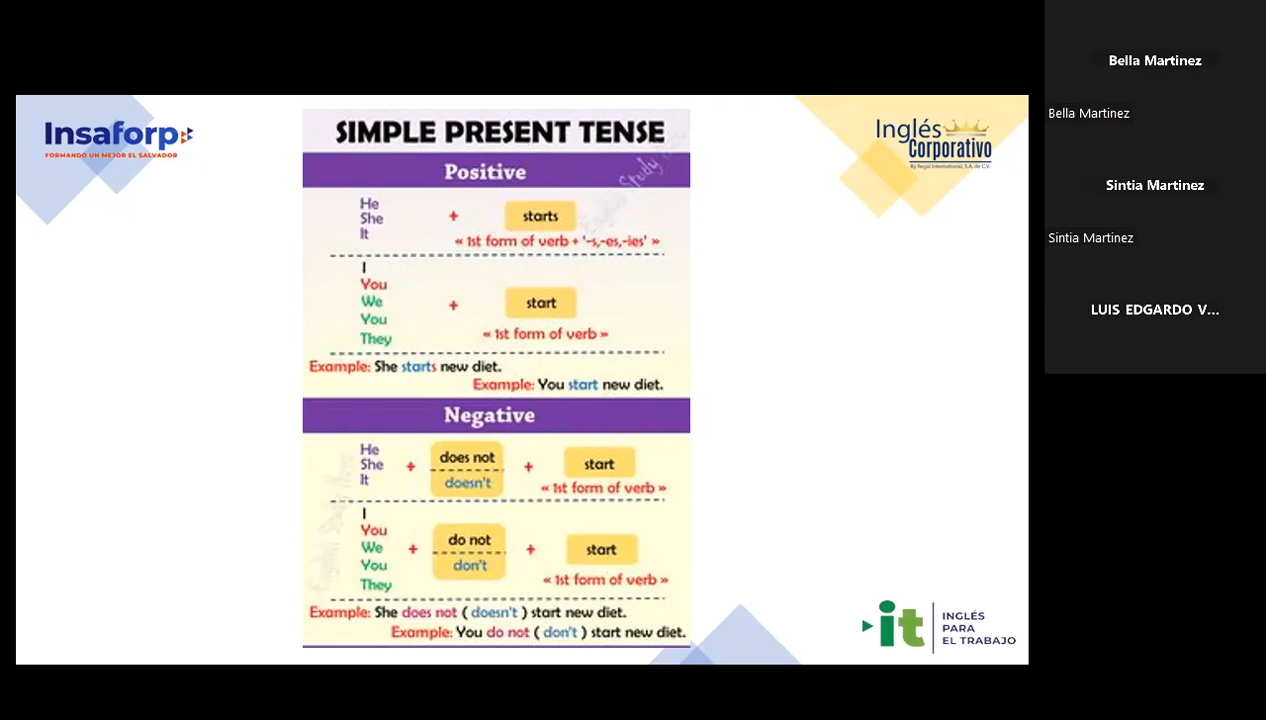 Insaforp
FORMANDO UN MEJOR EL SALVADOR
Inglés
Corporativo
By Regal International, S.A. de C.V.
SIMPLE PRESENT TENSE
Positive
He
She
It
+ starts
« 1st form of verb + '-s,-es,-ies' »
I
You
We
You
They
+ start
« 1st form of verb »
Example: She starts new diet.
Example: You start new diet.
Negative
He
She
It
+ does not
doesn't
+ start
« 1st form of verb »
I
You
We
You
They
+ do not
don't
+ start
« 1st form of verb »
Example: She does not ( doesn't ) start new diet.
Example: You do not ( don't ) start new diet.
it
INGLÉS
PARA
EL TRABAJO
Bella Martinez
Bella Martinez
Sintia Martinez
Sintia Martinez
LUIS EDGARDO V...